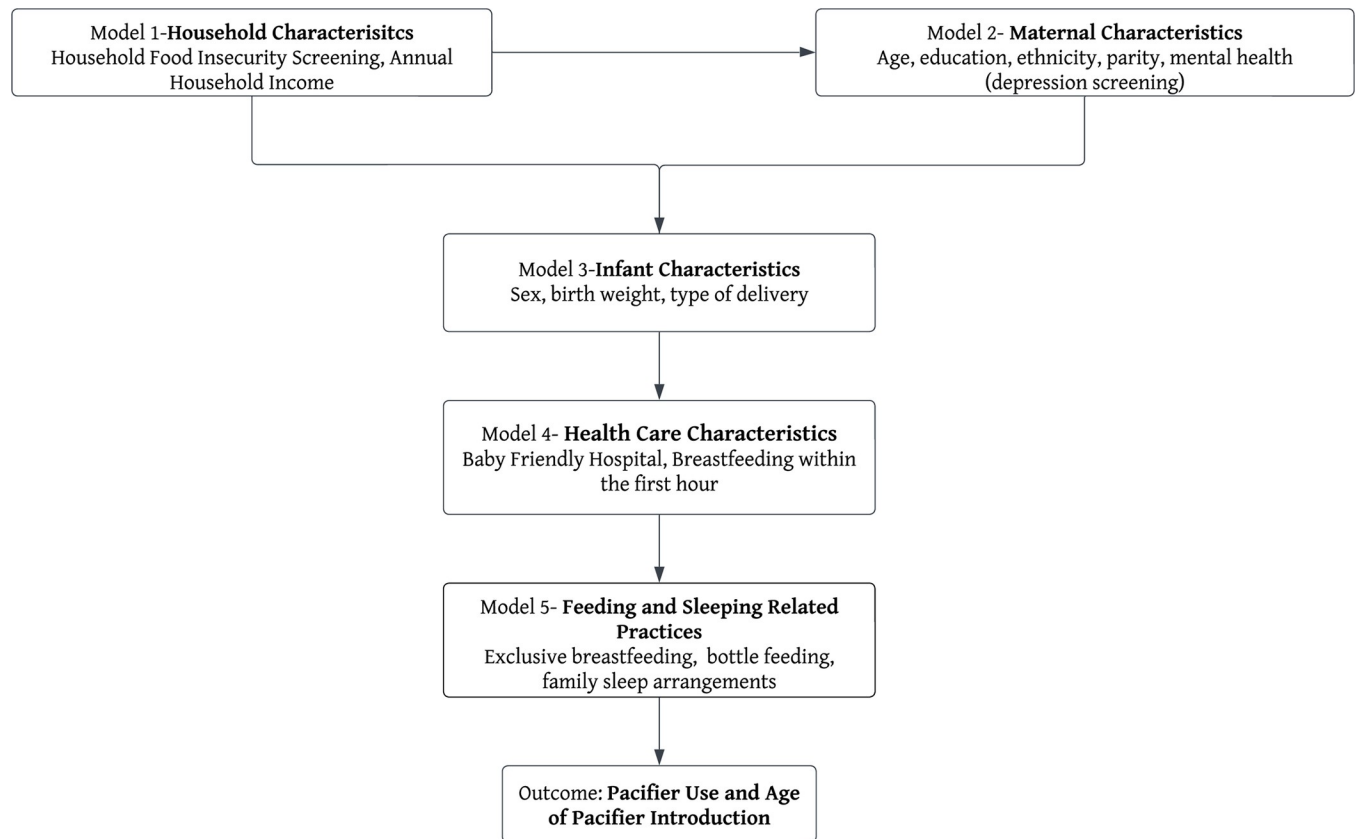 Model 1-Household Characterisitcs
Household Food Insecurity Screening, Annual
Household Income
Model 2- Maternal Characteristics
Age, education, ethnicity, parity, mental health
(depression screening)
Model 3-Infant Characteristics
Sex, birth weight, type of delivery
Model 4- Health Care Characteristics
Baby Friendly Hospital, Breastfeeding within
the first hour
Model 5- Feeding and Sleeping Related
Practices
Exclusive breastfeeding,  bottle feeding,
family sleep arrangements
Outcome: Pacifier Use and Age
of Pacifier Introduction